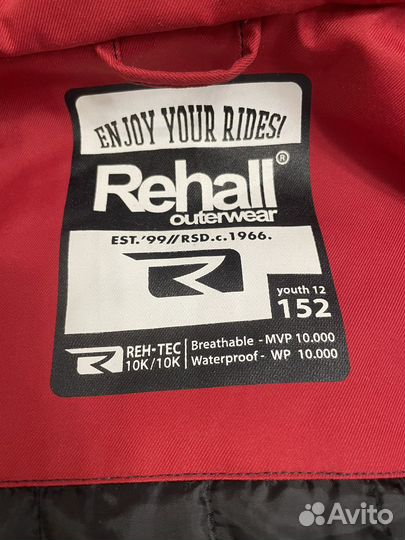 ENJOY YOUR RIDES!
Rehall®
outerwear
EST.'99//RSD.c.1966.
youth 12
152
REH-TEC
10K/10K
Breathable - MVP 10.000
Waterproof - WP 10.000
Avito